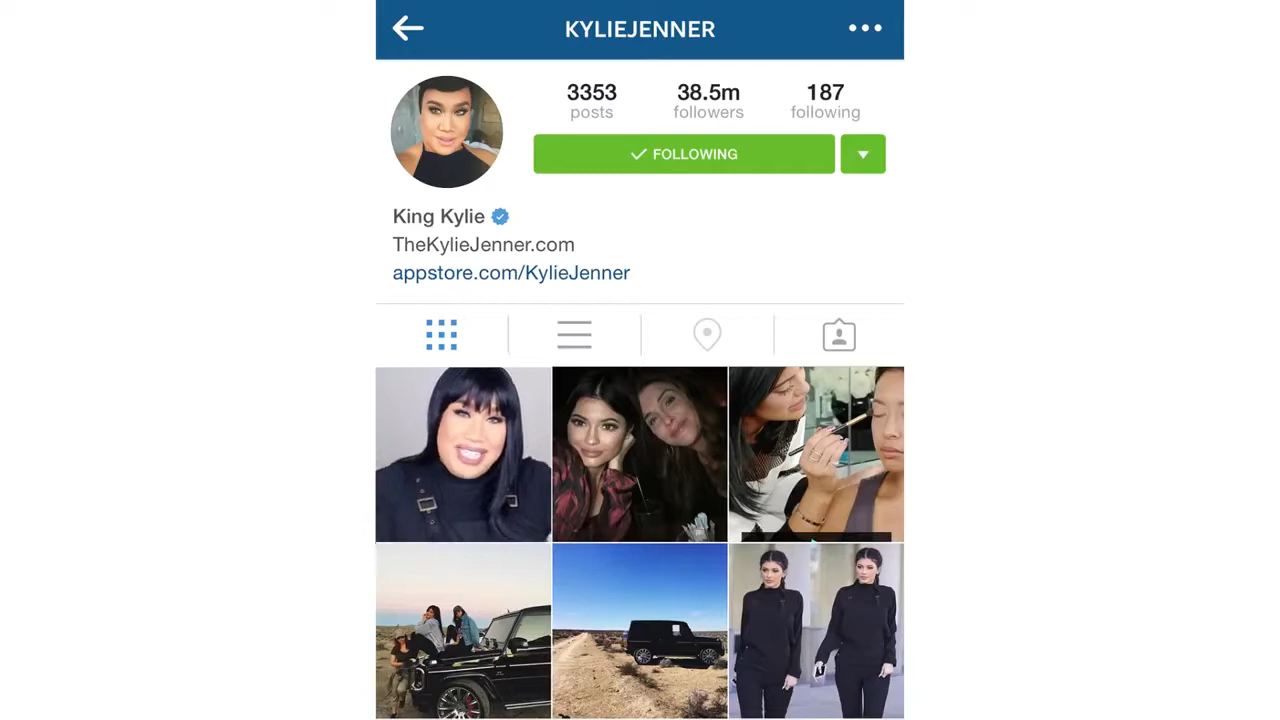 KYLIEJENNER
3353 38.5m 187
posts followers following
FOLLOWING
King Kylie
TheKylieJenner.com
appstore.com/KylieJenner